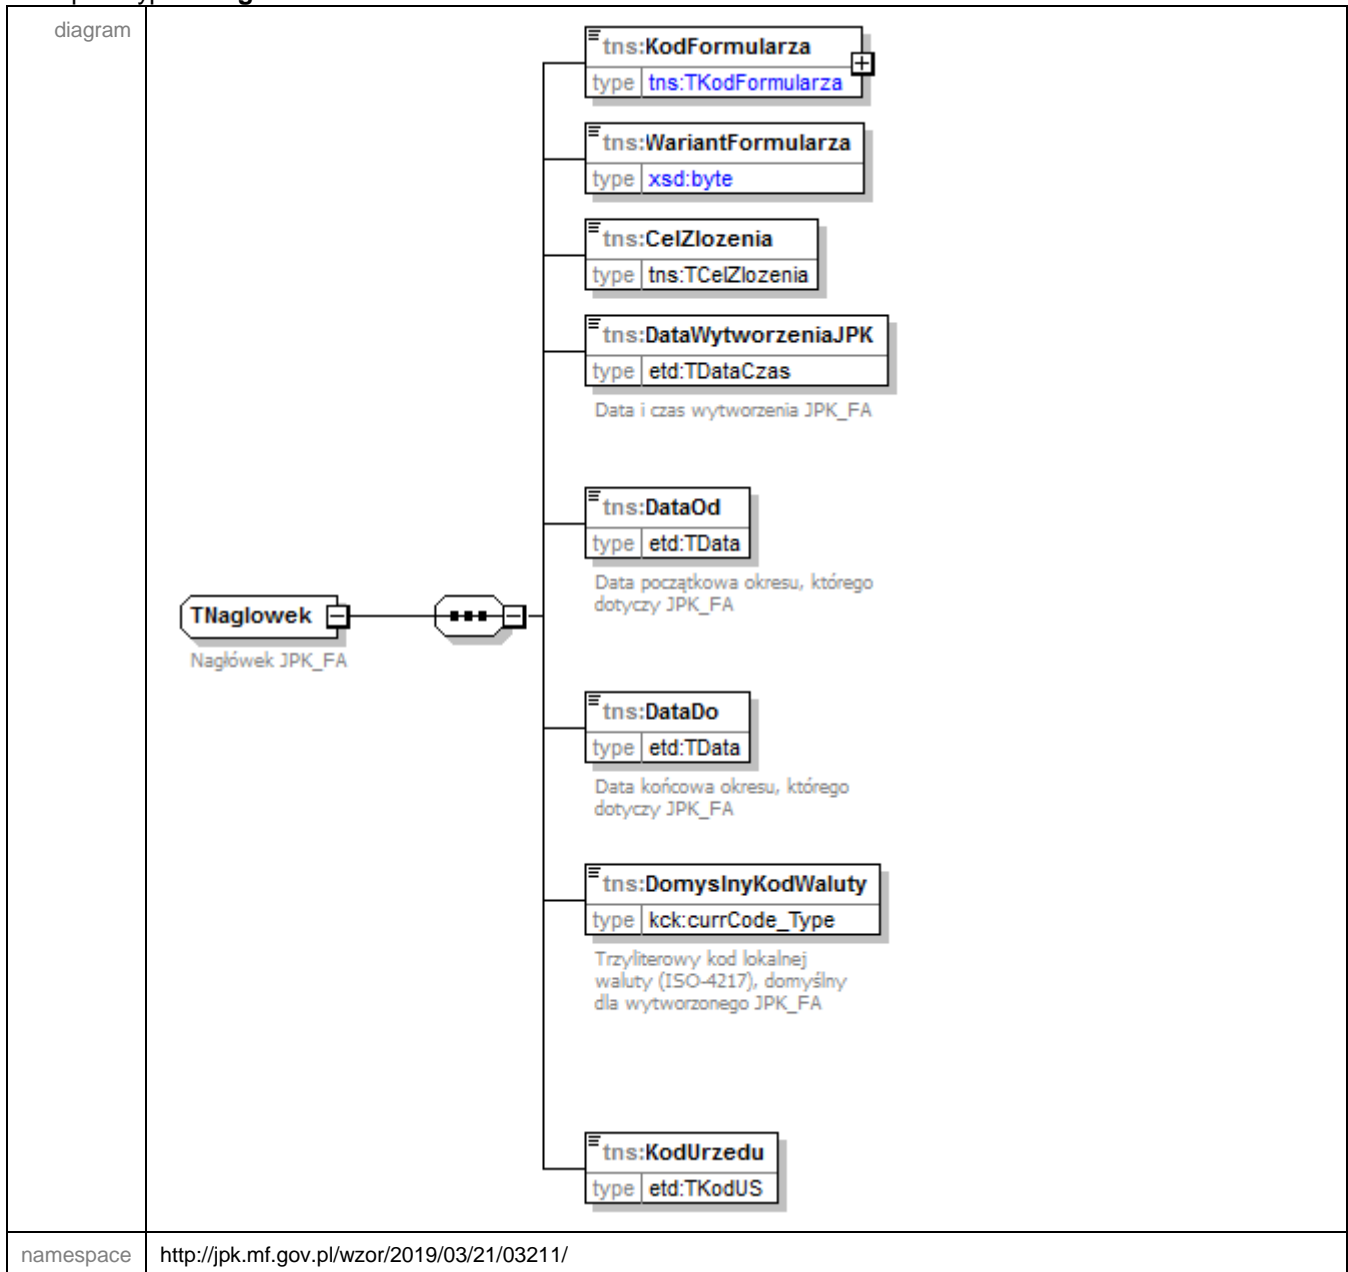 diagram
tns:KodFormularza
type tns:TKodFormularza
tns:WariantFormularza
type xsd:byte
tns:CelZlozenia
type tns:TCelZlozenia
tns:DataWytworzeniaJPK
type etd:TDataCzas
Data i czas wytworzenia JPK_FA
tns:DataOd
type etd:TData
Data początkowa okresu, którego
dotyczy JPK_FA
TNaglowek
Nagłówek JPK_FA
tns:DataDo
type etd:TData
Data końcowa okresu, którego
dotyczy JPK_FA
tns:DomyslnyKodWaluty
type kck:currCode_Type
Trzyliterowy kod lokalnej
waluty (ISO-4217), domyślny
dla wytworzonego JPK_FA
tns:KodUrzedu
type etd:TKodUS
namespace http://jpk.mf.gov.pl/wzor/2019/03/21/03211/